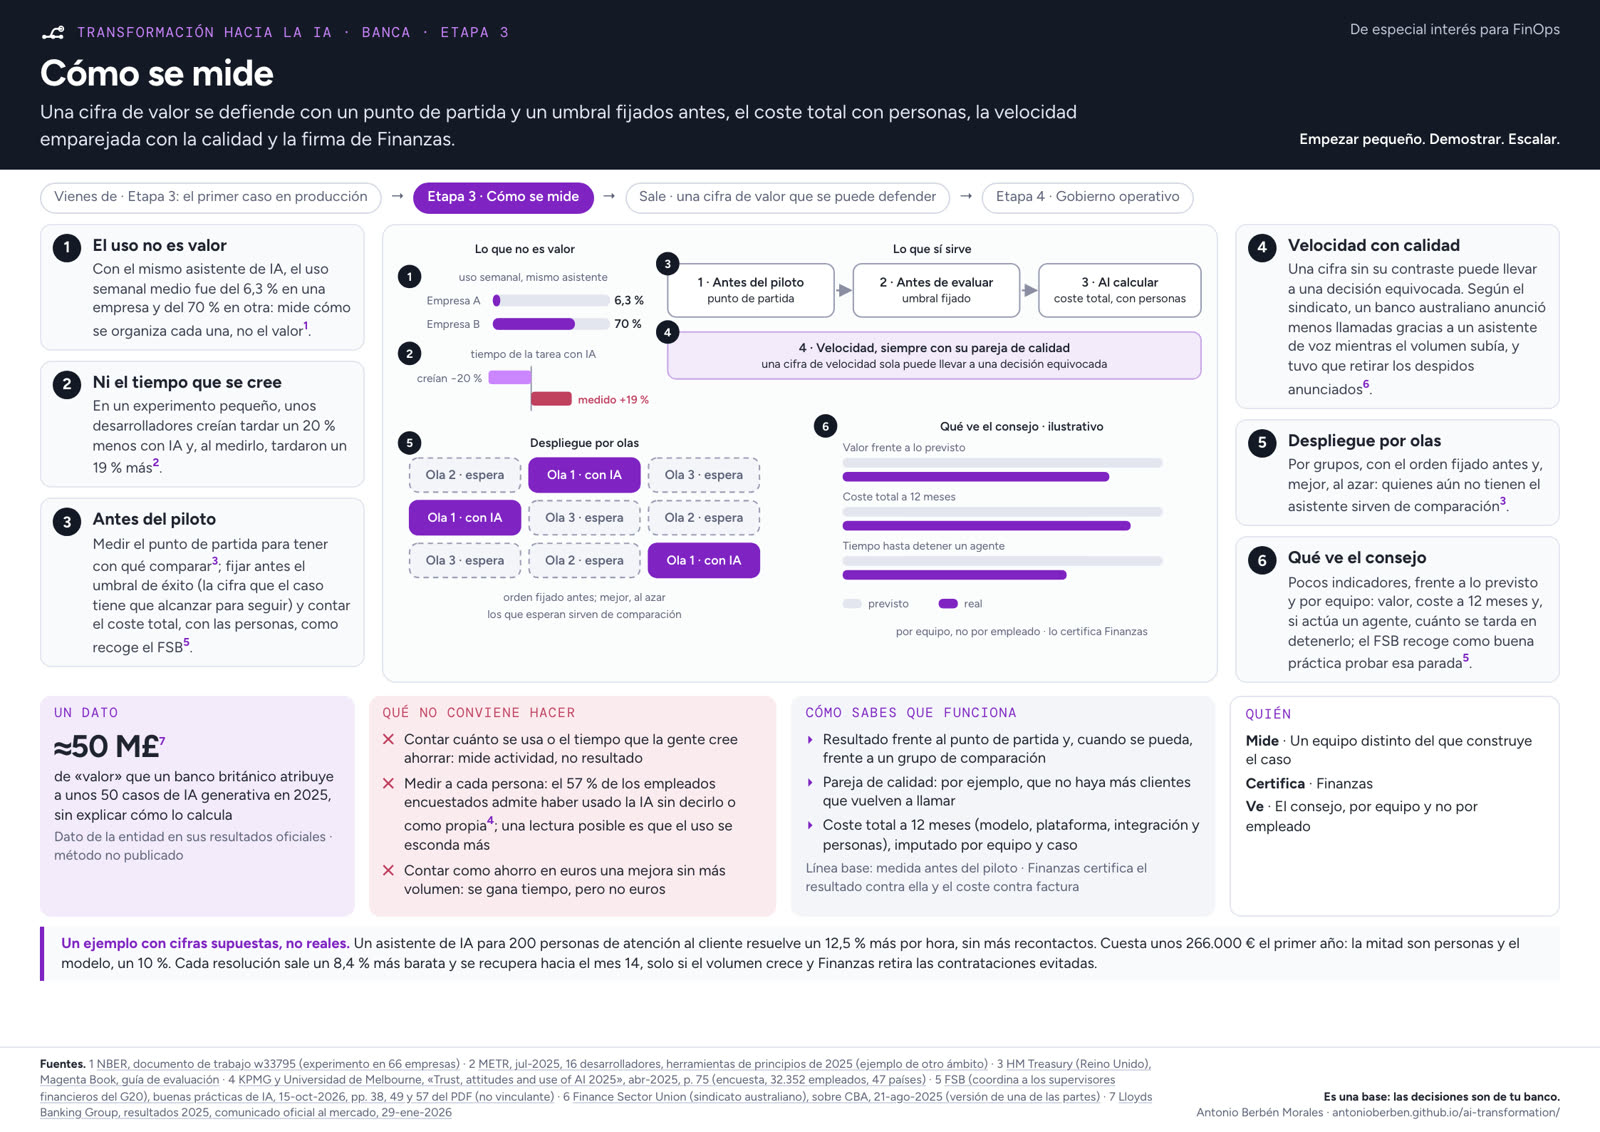 TRANSFORMACIÓN HACIA LA IA · BANCA · ETAPA 3
De especial interés para FinOps
Cómo se mide
Una cifra de valor se defiende con un punto de partida y un umbral fijados antes, el coste total con personas, la velocidad
emparejada con la calidad y la firma de Finanzas.
Empezar pequeño. Demostrar. Escalar.
Vienes de · Etapa 3: el primer caso en producción → Etapa 3 · Cómo se mide → Sale · una cifra de valor que se puede defender → Etapa 4 · Gobierno operativo
1 El uso no es valor
Con el mismo asistente de IA, el uso
semanal medio fue del 6,3 % en una
empresa y del 70 % en otra: mide cómo
se organiza cada una, no el valor1.
2 Ni el tiempo que se cree
En un experimento pequeño, unos
desarrolladores creían tardar un 20 %
menos con IA y, al medirlo, tardaron un
19 % más2.
3 Antes del piloto
Medir el punto de partida para tener
con qué comparar3; fijar antes el
umbral de éxito (la cifra que el caso
tiene que alcanzar para seguir) y contar
el coste total, con las personas, como
recoge el FSB5.
Lo que no es valor
1 uso semanal, mismo asistente
Empresa A 6,3 %
Empresa B 70 %
2 tiempo de la tarea con IA
creían −20 %
medido +19 %
Lo que sí sirve
3
1 · Antes del piloto
punto de partida
2 · Antes de evaluar
umbral fijado
3 · Al calcular
coste total, con personas
4
4 · Velocidad, siempre con su pareja de calidad
una cifra de velocidad sola puede llevar a una decisión equivocada
5 Despliegue por olas
Ola 2 · espera Ola 1 · con IA Ola 3 · espera
Ola 1 · con IA Ola 3 · espera Ola 2 · espera
Ola 3 · espera Ola 2 · espera Ola 1 · con IA
orden fijado antes; mejor, al azar
los que esperan sirven de comparación
6 Qué ve el consejo · ilustrativo
Valor frente a lo previsto
Coste total a 12 meses
Tiempo hasta detener un agente
previsto real
por equipo, no por empleado · lo certifica Finanzas
4 Velocidad con calidad
Una cifra sin su contraste puede llevar
a una decisión equivocada. Según el
sindicato, un banco australiano anunció
menos llamadas gracias a un asistente
de voz mientras el volumen subía, y
tuvo que retirar los despidos
anunciados6.
5 Despliegue por olas
Por grupos, con el orden fijado antes y,
mejor, al azar: quienes aún no tienen el
asistente sirven de comparación3.
6 Qué ve el consejo
Pocos indicadores, frente a lo previsto
y por equipo: valor, coste a 12 meses y,
si actúa un agente, cuánto se tarda en
detenerlo; el FSB recoge como buena
práctica probar esa parada5.
UN DATO
≈50 M£7
de «valor» que un banco británico atribuye
a unos 50 casos de IA generativa en 2025,
sin explicar cómo lo calcula
Dato de la entidad en sus resultados oficiales ·
método no publicado
QUÉ NO CONVIENE HACER
Contar cuánto se usa o el tiempo que la gente cree
ahorrar: mide actividad, no resultado
Medir a cada persona: el 57 % de los empleados
encuestados admite haber usado la IA sin decirlo o
como propia4; una lectura posible es que el uso se
esconda más
Contar como ahorro en euros una mejora sin más
volumen: se gana tiempo, pero no euros
CÓMO SABES QUE FUNCIONA
Resultado frente al punto de partida y, cuando se pueda,
frente a un grupo de comparación
Pareja de calidad: por ejemplo, que no haya más clientes
que vuelven a llamar
Coste total a 12 meses (modelo, plataforma, integración y
personas), imputado por equipo y caso
Línea base: medida antes del piloto · Finanzas certifica el
resultado contra ella y el coste contra factura
QUIÉN
Mide · Un equipo distinto del que construye
el caso
Certifica · Finanzas
Ve · El consejo, por equipo y no por
empleado
Un ejemplo con cifras supuestas, no reales. Un asistente de IA para 200 personas de atención al cliente resuelve un 12,5 % más por hora, sin más recontactos. Cuesta unos 266.000 € el primer año: la mitad son personas y el
modelo, un 10 %. Cada resolución sale un 8,4 % más barata y se recupera hacia el mes 14, solo si el volumen crece y Finanzas retira las contrataciones evitadas.
Fuentes. 1 NBER, documento de trabajo w33795 (experimento en 66 empresas) · 2 METR, jul-2025, 16 desarrolladores, herramientas de principios de 2025 (ejemplo de otro ámbito) · 3 HM Treasury (Reino Unido),
Magenta Book, guía de evaluación · 4 KPMG y Universidad de Melbourne, «Trust, attitudes and use of AI 2025», abr-2025, p. 75 (encuesta, 32.352 empleados, 47 países) · 5 FSB (coordina a los supervisores
financieros del G20), buenas prácticas de IA, 15-oct-2026, pp. 38, 49 y 57 del PDF (no vinculante) · 6 Finance Sector Union (sindicato australiano), sobre CBA, 21-ago-2025 (versión de una de las partes) · 7 Lloyds
Banking Group, resultados 2025, comunicado oficial al mercado, 29-ene-2026
Es una base: las decisiones son de tu banco.
Antonio Berbén Morales · antonioberben.github.io/ai-transformation/